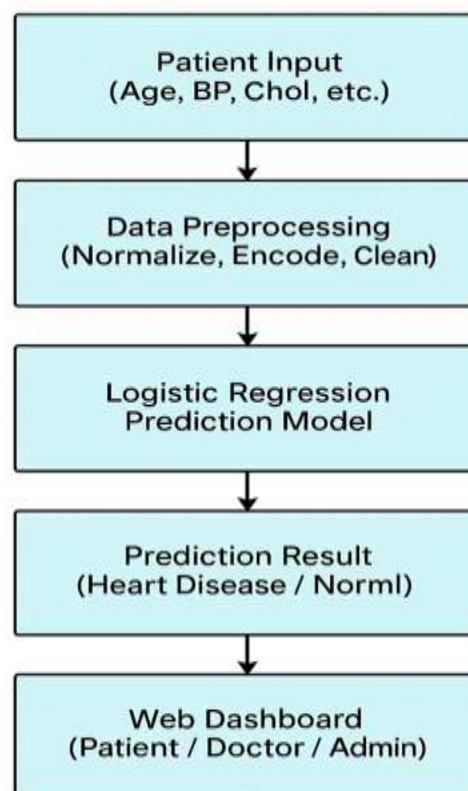 Patient Input
(Age, BP, Chol, etc.)
Data Preprocessing
(Normalize, Encode, Clean)
Logistic Regression
Prediction Model
Prediction Result
(Heart Disease / Norml)
Web Dashboard
(Patient / Doctor / Admin)